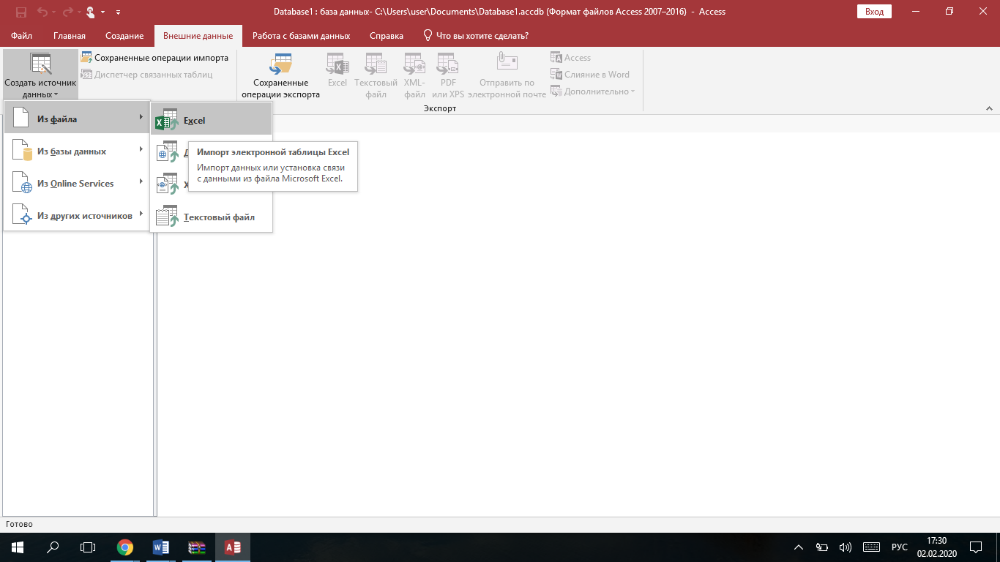 Database1 : база данных- C:\Users\user\Documents\Database1.accdb (Формат файлов Access 2007–2016) - Access
Вход
Файл
Главная
Создание
Внешние данные
Работа с базами данных
Справка
Что вы хотите сделать?
Создать источник
данных
Сохраненные операции импорта
Диспетчер связанных таблиц
Сохраненные
операции экспорта
Excel
Текстовый
файл
XML-
файл
PDF
или XPS
Отправить по
электронной почте
Access
Слияние в Word
Дополнительно
Экспорт
Из файла
Из базы данных
Из Online Services
Из других источников
Excel
Импорт электронной таблицы Excel
Импорт данных или установка связи
с данными из файла Microsoft Excel.
Текстовый файл
Готово
РУС
17:30
02.02.2020